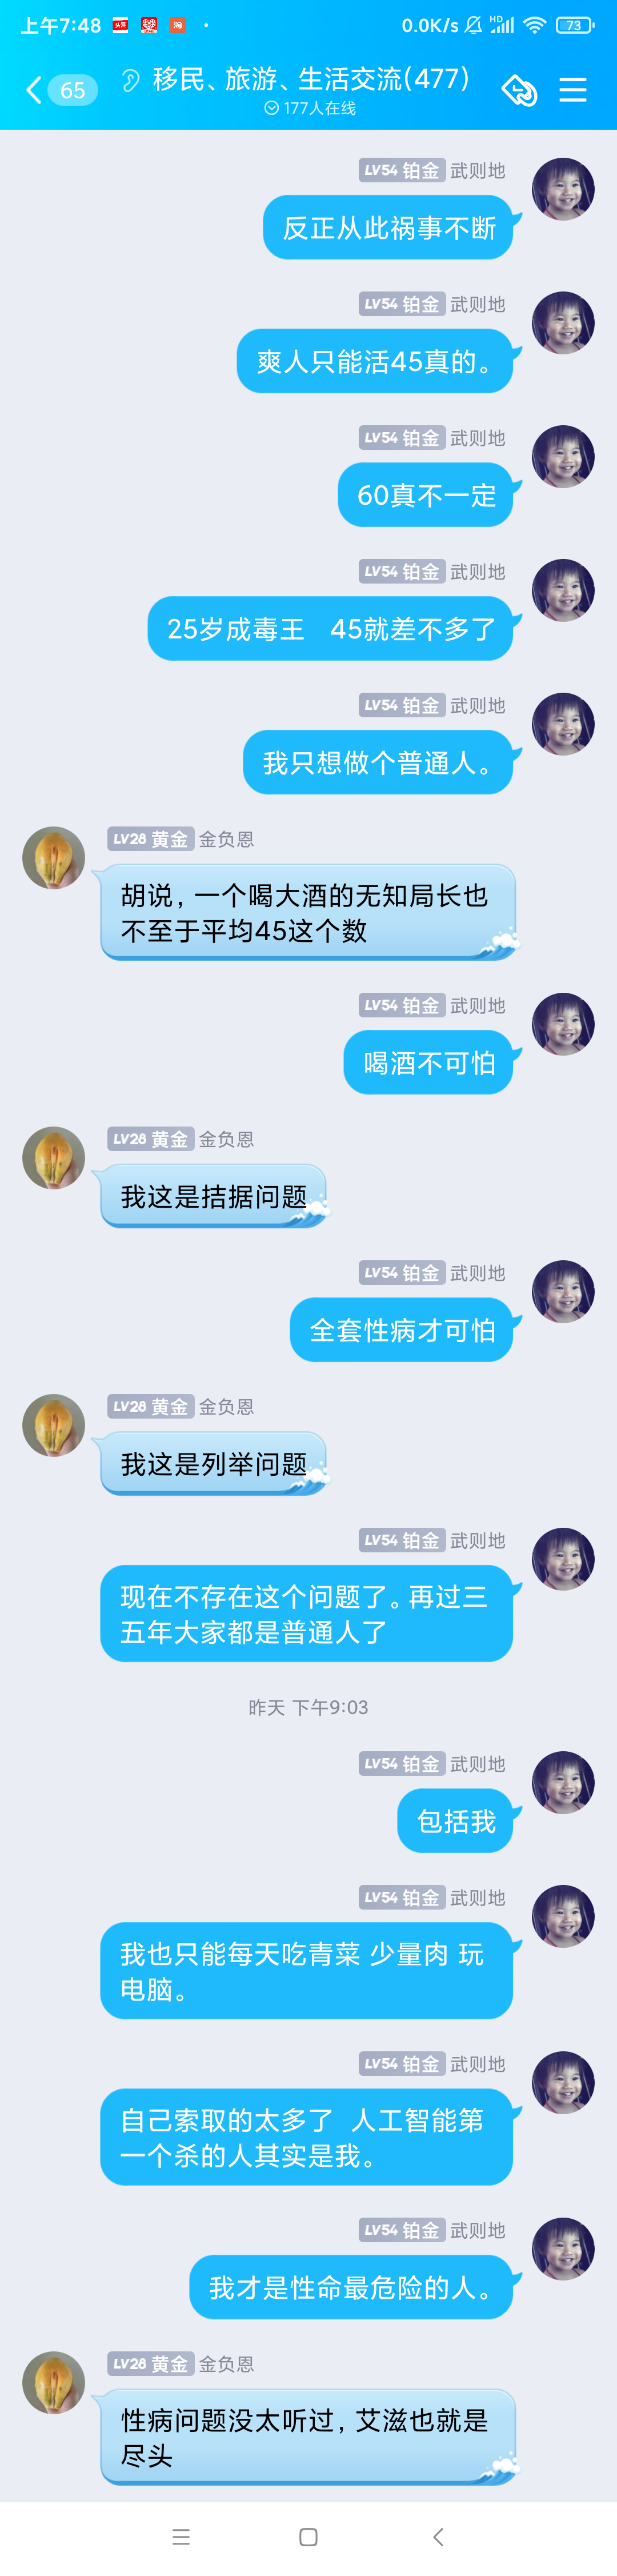 上午7:48
0.0K/s
HD
73
65
移民、旅游、生活交流(477)
177人在线
LV54 铂金 武则地
反正从此祸事不断
LV54 铂金 武则地
爽人只能活45真的。
LV54 铂金 武则地
60真不一定
LV54 铂金 武则地
25岁成毒王 45就差不多了
LV54 铂金 武则地
我只想做个普通人。
LV28 黄金 金负恩
胡说,一个喝大酒的无知局长也
不至于平均45这个数
LV54 铂金 武则地
喝酒不可怕
LV28 黄金 金负恩
我这是拮据问题
LV54 铂金 武则地
全套性病才可怕
LV28 黄金 金负恩
我这是列举问题
LV54 铂金 武则地
现在不存在这个问题了。再过三
五年大家都是普通人了
昨天 下午9:03
LV54 铂金 武则地
包括我
LV54 铂金 武则地
我也只能每天吃青菜 少量肉 玩
电脑。
LV54 铂金 武则地
自己索取的太多了 人工智能第
一个杀的人其实是我。
LV54 铂金 武则地
我才是性命最危险的人。
LV28 黄金 金负恩
性病问题没太听过,艾滋也就是
尽头